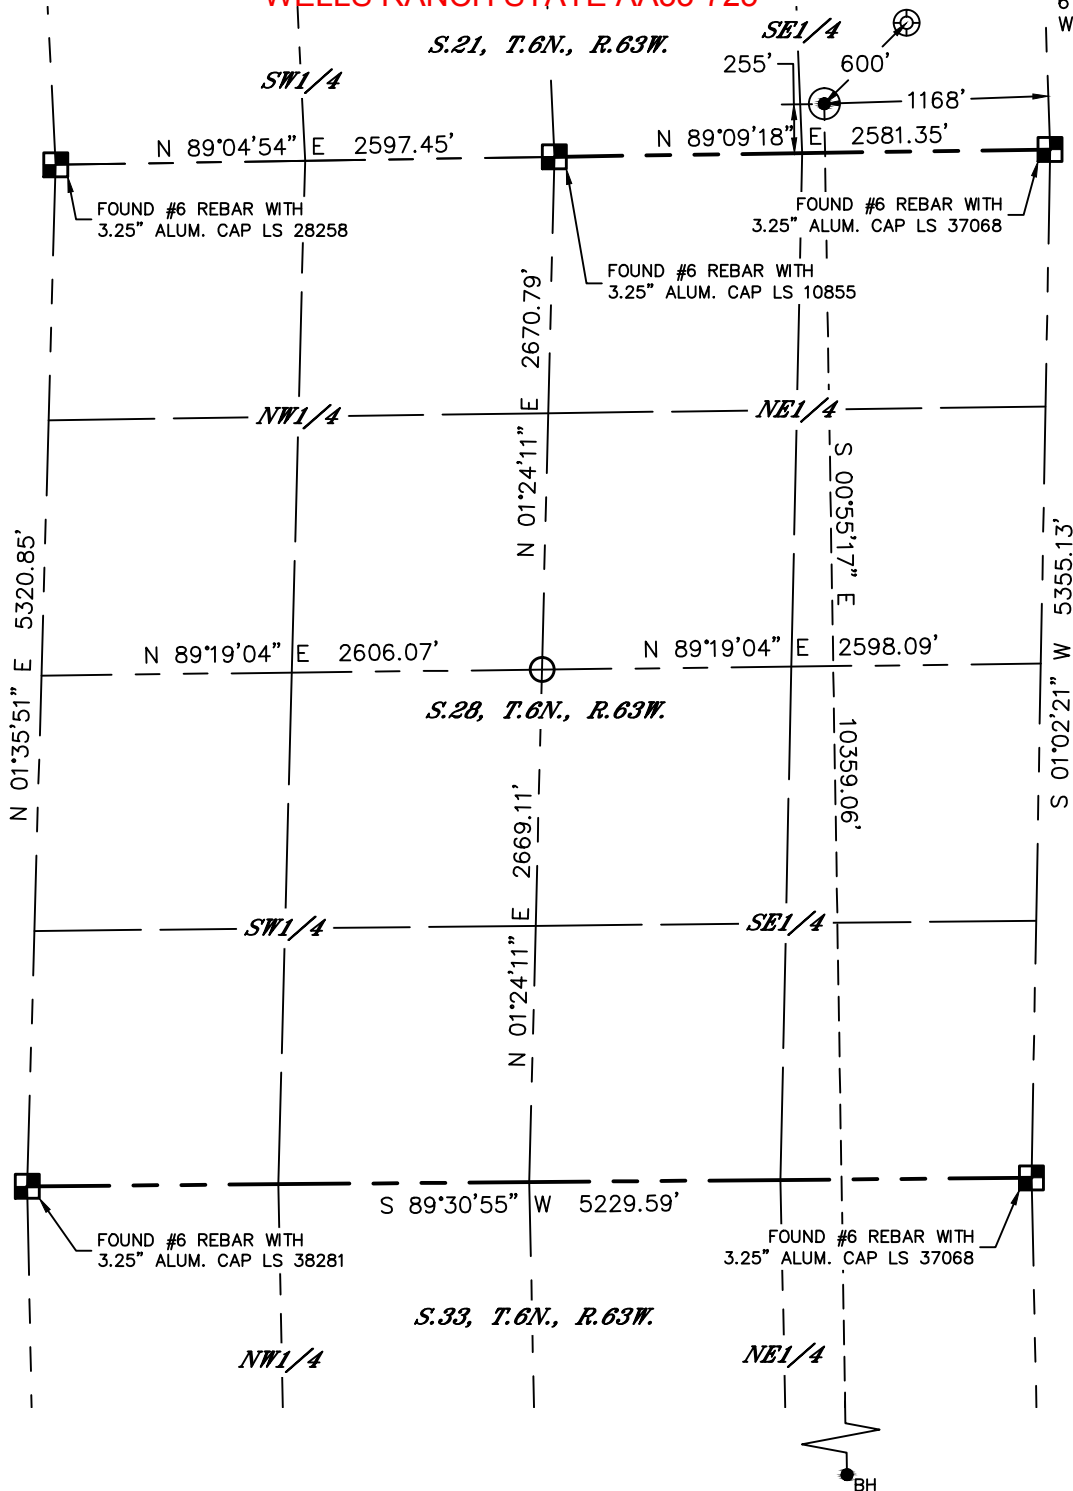 S.21, T.6N., R.63W.
SE1/4
6
W
SW1/4
255'
600'
1168'
N 89°04'54" E 2597.45'
N 89°09'18" E 2581.35'
FOUND #6 REBAR WITH
3.25" ALUM. CAP LS 28258
FOUND #6 REBAR WITH
3.25" ALUM. CAP LS 37068
FOUND #6 REBAR WITH
3.25" ALUM. CAP LS 10855
N 01°24'11" E 2670.79'
NW1/4
NE1/4
S 00°55'17" E 10359.06'
N 01°35'51" E 5320.85'
S 01°02'21" W 5355.13'
N 89°19'04" E 2606.07'
N 89°19'04" E 2598.09'
S.28, T.6N., R.63W.
N 01°24'11" E 2669.11'
SW1/4
SE1/4
S 89°30'55" W 5229.59'
FOUND #6 REBAR WITH
3.25" ALUM. CAP LS 38281
FOUND #6 REBAR WITH
3.25" ALUM. CAP LS 37068
S.33, T.6N., R.63W.
NW1/4
NE1/4
BH